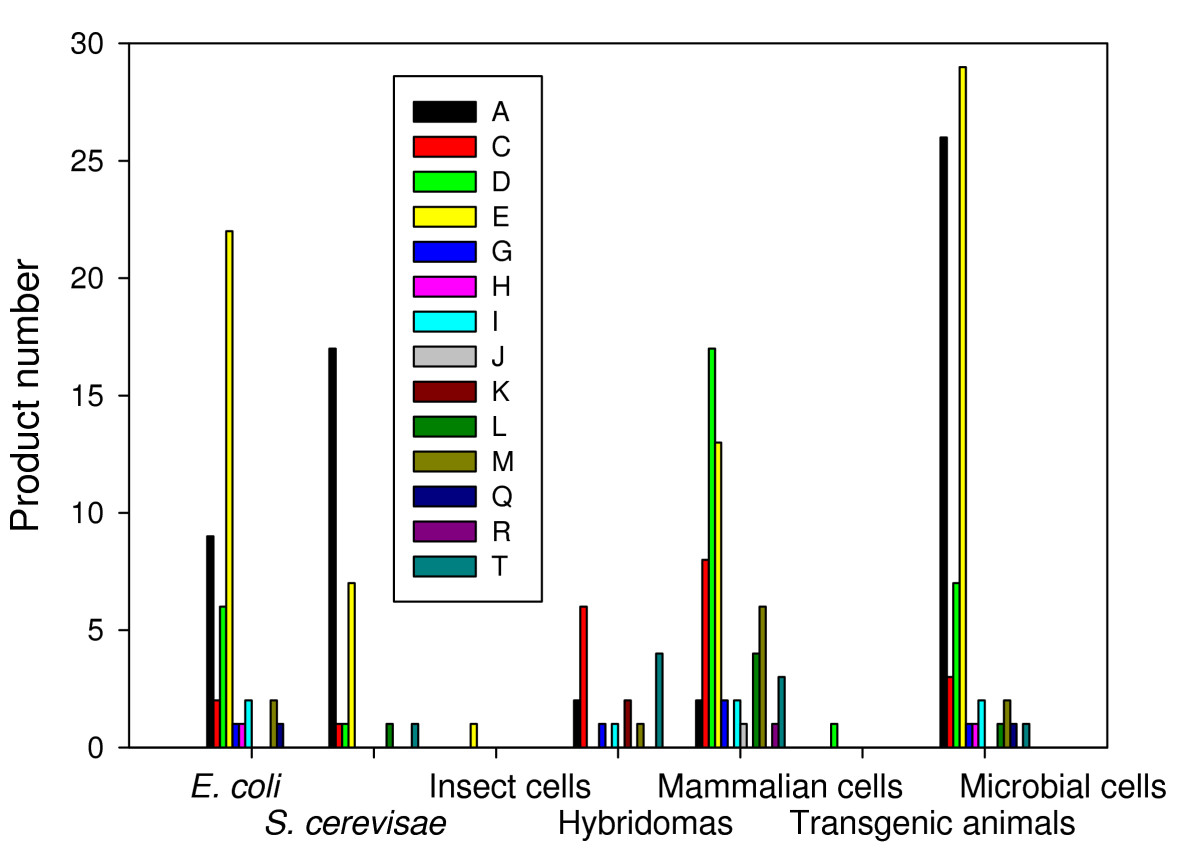 30
25
20
15
10
5
0
Product number
A
C
D
E
G
H
I
J
K
L
M
Q
R
T
E. coli
Insect cells
Mammalian cells
Microbial cells
S. cerevisae
Hybridomas
Transgenic animals